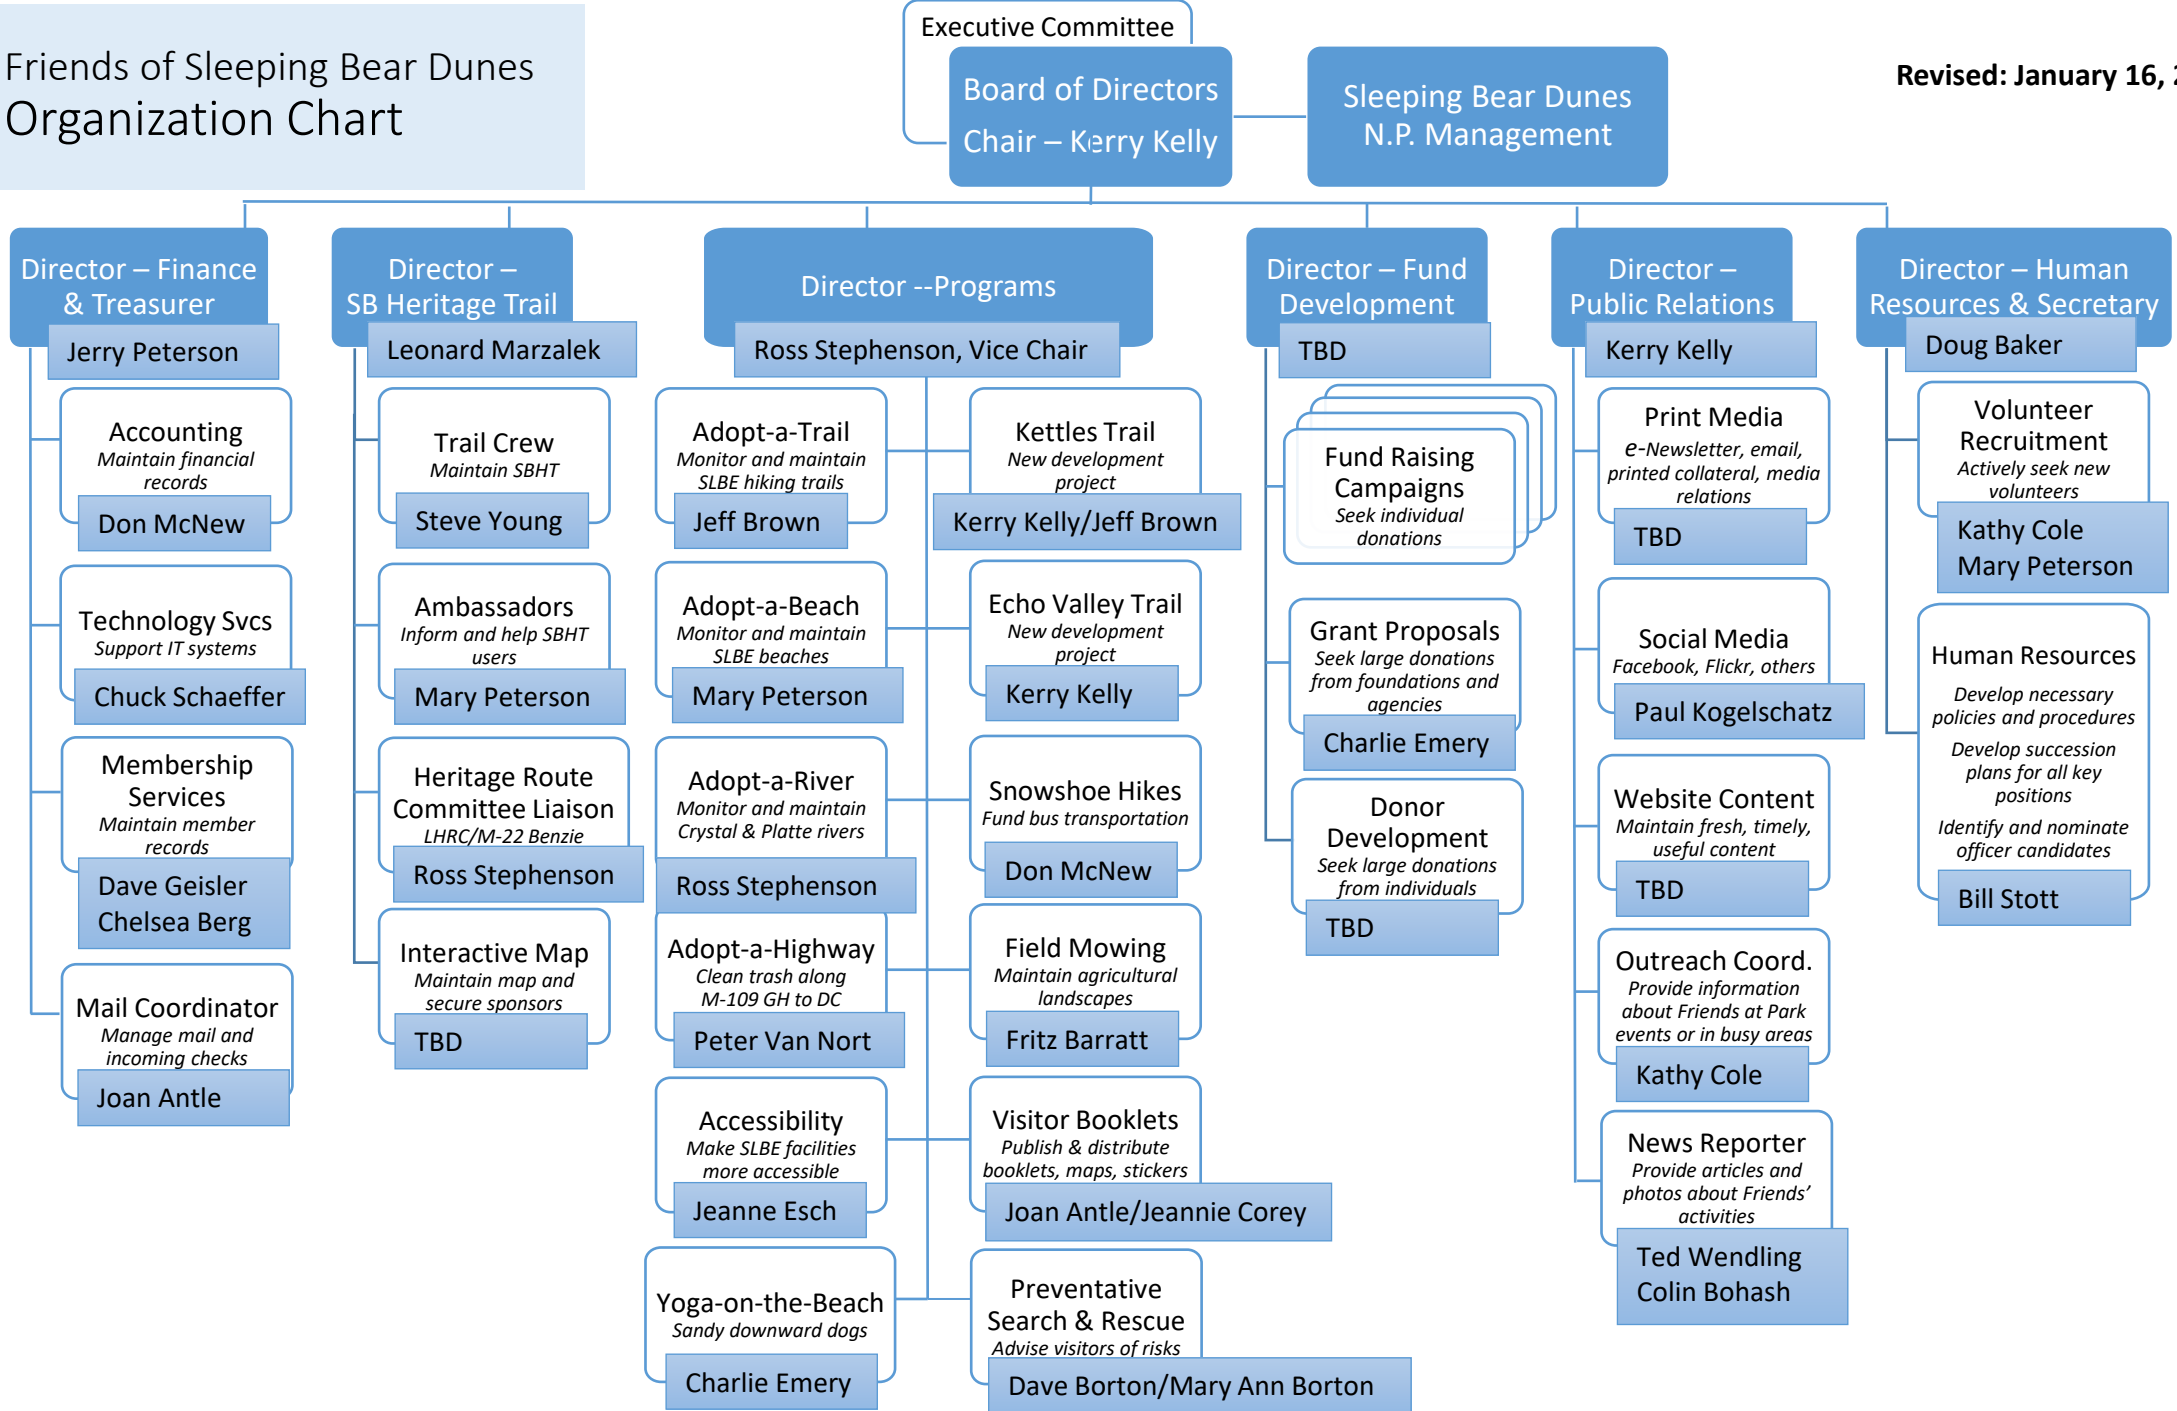 Friends of Sleeping Bear Dunes
Organization Chart
Executive Committee
Board of Directors
Chair – Kerry Kelly
Sleeping Bear Dunes
N.P. Management
Revised: January 16,
Director – Finance
& Treasurer
Jerry Peterson
Accounting
Maintain financial
records
Don McNew
Technology Svcs
Support IT systems
Chuck Schaeffer
Membership
Services
Maintain member
records
Dave Geisler
Chelsea Berg
Mail Coordinator
Manage mail and
incoming checks
Joan Antle
Director –
SB Heritage Trail
Leonard Marzalek
Trail Crew
Maintain SBHT
Steve Young
Ambassadors
Inform and help SBHT
users
Mary Peterson
Heritage Route
Committee Liaison
LHRC/M-22 Benzie
Ross Stephenson
Interactive Map
Maintain map and
secure sponsors
TBD
Director --Programs
Ross Stephenson, Vice Chair
Adopt-a-Trail
Monitor and maintain
SLBE hiking trails
Jeff Brown
Adopt-a-Beach
Monitor and maintain
SLBE beaches
Mary Peterson
Adopt-a-River
Monitor and maintain
Crystal & Platte rivers
Ross Stephenson
Adopt-a-Highway
Clean trash along
M-109 GH to DC
Peter Van Nort
Accessibility
Make SLBE facilities
more accessible
Jeanne Esch
Yoga-on-the-Beach
Sandy downward dogs
Charlie Emery
Kettles Trail
New development
project
Kerry Kelly/Jeff Brown
Echo Valley Trail
New development
project
Kerry Kelly
Snowshoe Hikes
Fund bus transportation
Don McNew
Field Mowing
Maintain agricultural
landscapes
Fritz Barratt
Visitor Booklets
Publish & distribute
booklets, maps, stickers
Joan Antle/Jeannie Corey
Preventative
Search & Rescue
Advise visitors of risks
Dave Borton/Mary Ann Borton
Director – Fund
Development
TBD
Fund Raising
Campaigns
Seek individual
donations
Grant Proposals
Seek large donations
from foundations and
agencies
Charlie Emery
Donor
Development
Seek large donations
from individuals
TBD
Director –
Public Relations
Kerry Kelly
Print Media
e-Newsletter, email,
printed collateral, media
relations
TBD
Social Media
Facebook, Flickr, others
Paul Kogelschatz
Website Content
Maintain fresh, timely,
useful content
TBD
Outreach Coord.
Provide information
about Friends at Park
events or in busy areas
Kathy Cole
News Reporter
Provide articles and
photos about Friends’
activities
Ted Wendling
Colin Bohash
Director – Human
Resources & Secretary
Doug Baker
Volunteer
Recruitment
Actively seek new
volunteers
Kathy Cole
Mary Peterson
Human Resources
Develop necessary
policies and procedures
Develop succession
plans for all key
positions
Identify and nominate
officer candidates
Bill Stott